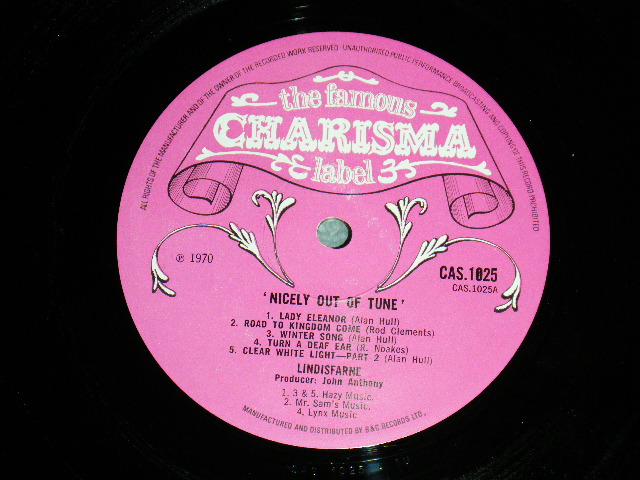 ALL RIGHTS OF THE MANUFACTURER AND OF THE OWNER OF THE RECORDED WORK RESERVED · UNAUTHORISED PUBLIC PERFORMANCE BROADCASTING AND COPYING OF THIS RECORD PROHIBITED
the famous
CHARISMA
label
℗ 1970
CAS.1025
CAS.1025A
'NICELY OUT OF TUNE'
1. LADY ELEANOR (Alan Hull)
2. ROAD TO KINGDOM COME (Rod Clements)
3. WINTER SONG (Alan Hull)
4. TURN A DEAF EAR (R. Noakes)
5. CLEAR WHITE LIGHT—PART 2 (Alan Hull)
LINDISFARNE
Producer: John Anthony
1. 3 & 5. Hazy Music.
2. Mr. Sam's Music.
4. Lynx Music
MANUFACTURED AND DISTRIBUTED BY B&C RECORDS LTD.